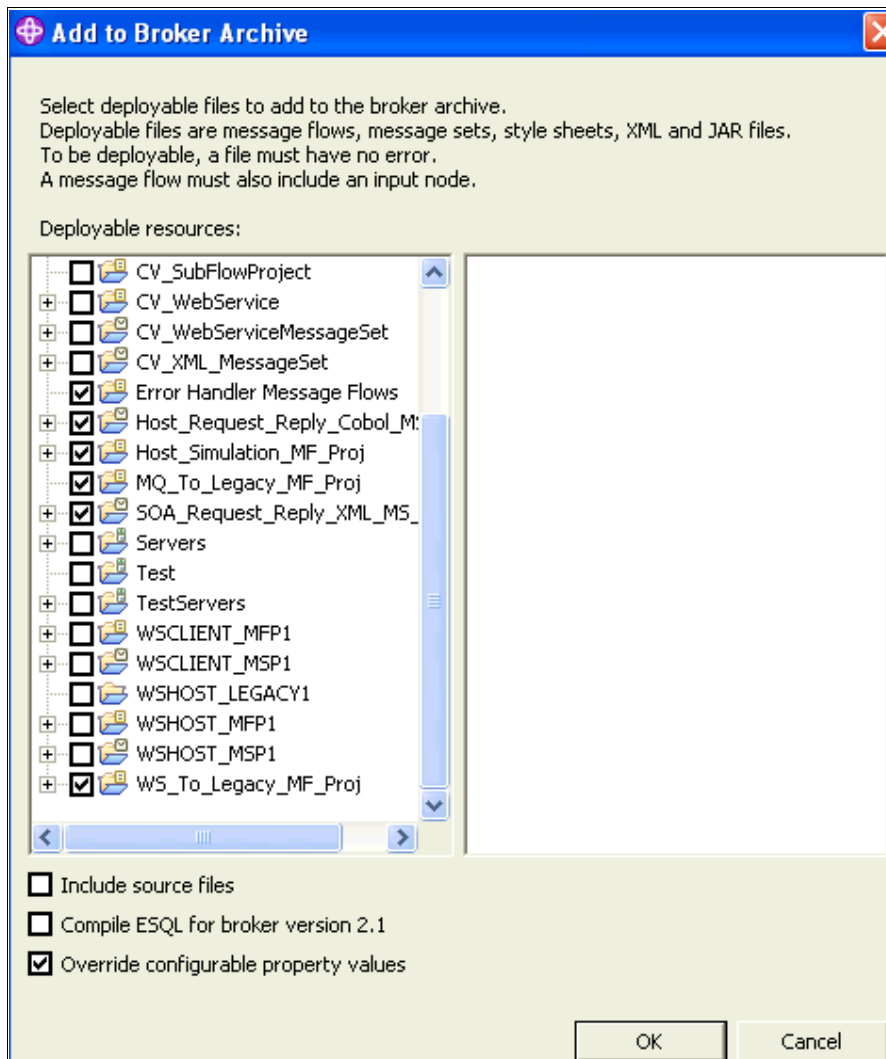 Add to Broker Archive
Select deployable files to add to the broker archive.
Deployable files are message flows, message sets, style sheets, XML and JAR files.
To be deployable, a file must have no error.
A message flow must also include an input node.
Deployable resources:
CV_SubFlowProject
CV_WebService
CV_WebServiceMessageSet
CV_XML_MessageSet
Error Handler Message Flows
Host_Request_Reply_Cobol_M
Host_Simulation_MF_Proj
MQ_To_Legacy_MF_Proj
SOA_Request_Reply_XML_MS_
Servers
Test
TestServers
WSCLIENT_MFP1
WSCLIENT_MSP1
WSHOST_LEGACY1
WSHOST_MFP1
WSHOST_MSP1
WS_To_Legacy_MF_Proj
Include source files
Compile ESQL for broker version 2.1
Override configurable property values
OK Cancel